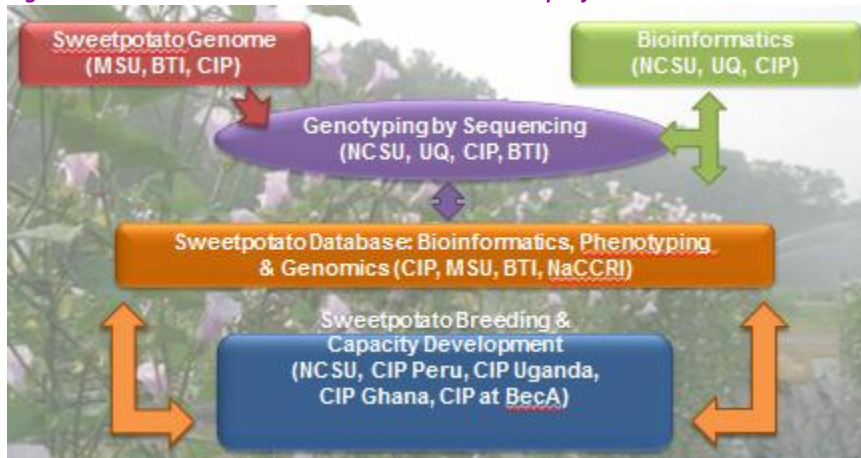 Sweetpotato Genome
(MSU, BTI, CIP)
Bioinformatics
(NCSU, UQ, CIP)
Genotyping by Sequencing
(NCSU, UQ, CIP, BTI)
Sweetpotato Database: Bioinformatics, Phenotyping
& Genomics (CIP, MSU, BTI, NaCCRI)
Sweetpotato Breeding &
Capacity Development
(NCSU, CIP Peru, CIP Uganda,
CIP Ghana, CIP at BecA)